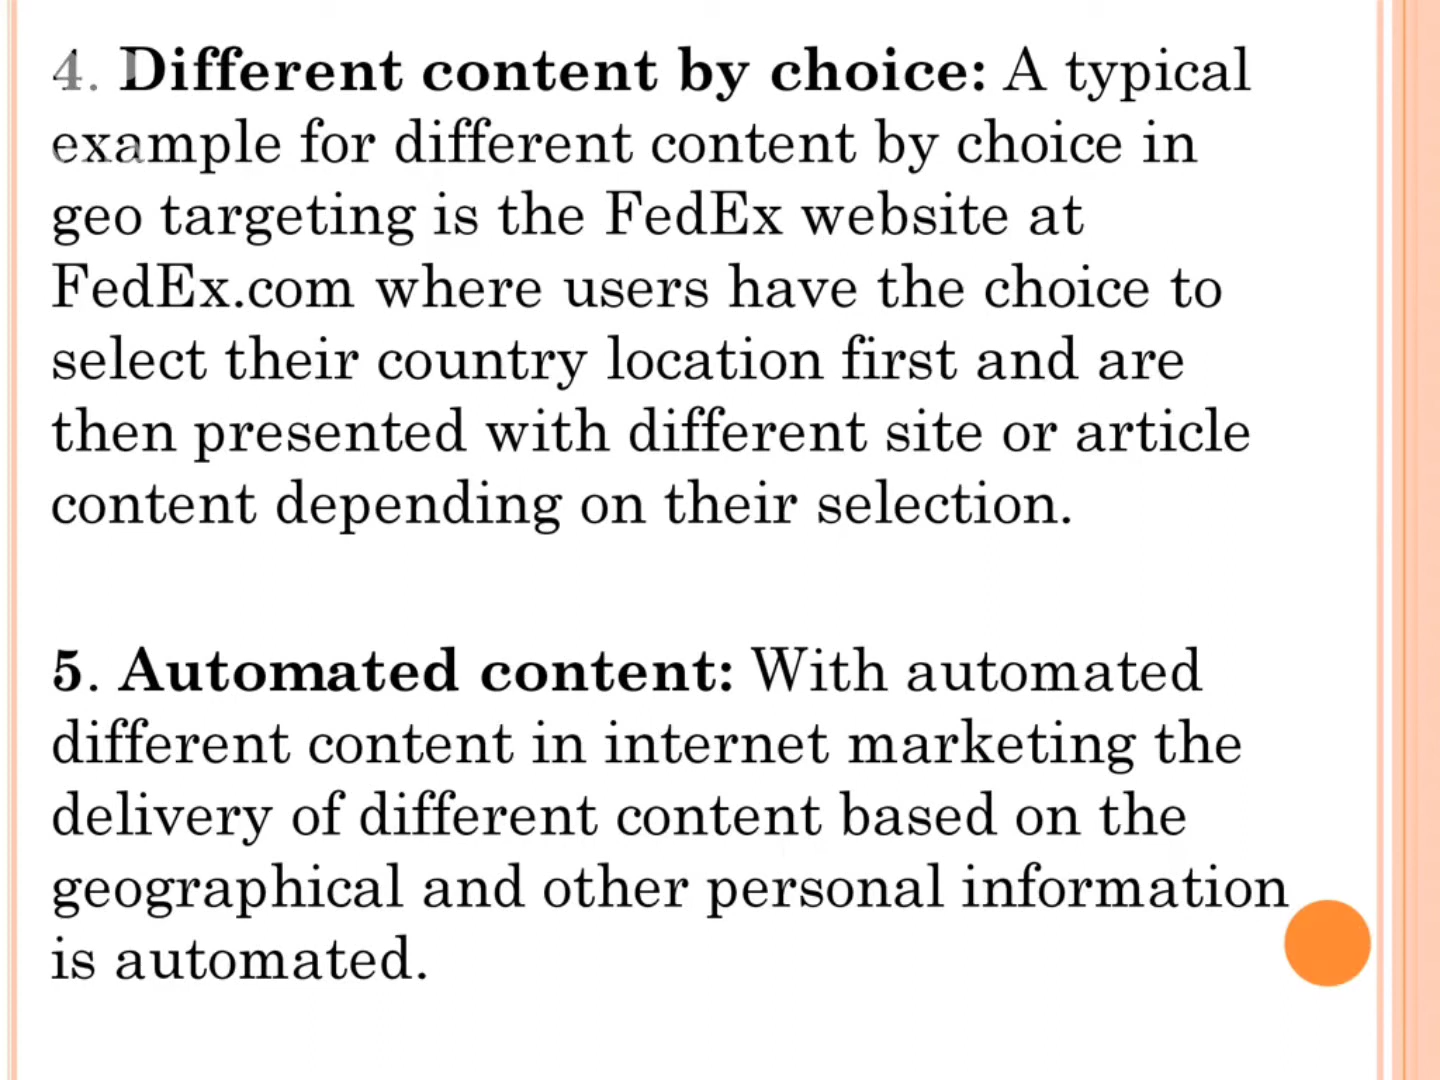 4. Different content by choice: A typical
example for different content by choice in
geo targeting is the FedEx website at
FedEx.com where users have the choice to
select their country location first and are
then presented with different site or article
content depending on their selection.
5. Automated content: With automated
different content in internet marketing the
delivery of different content based on the
geographical and other personal information
is automated.